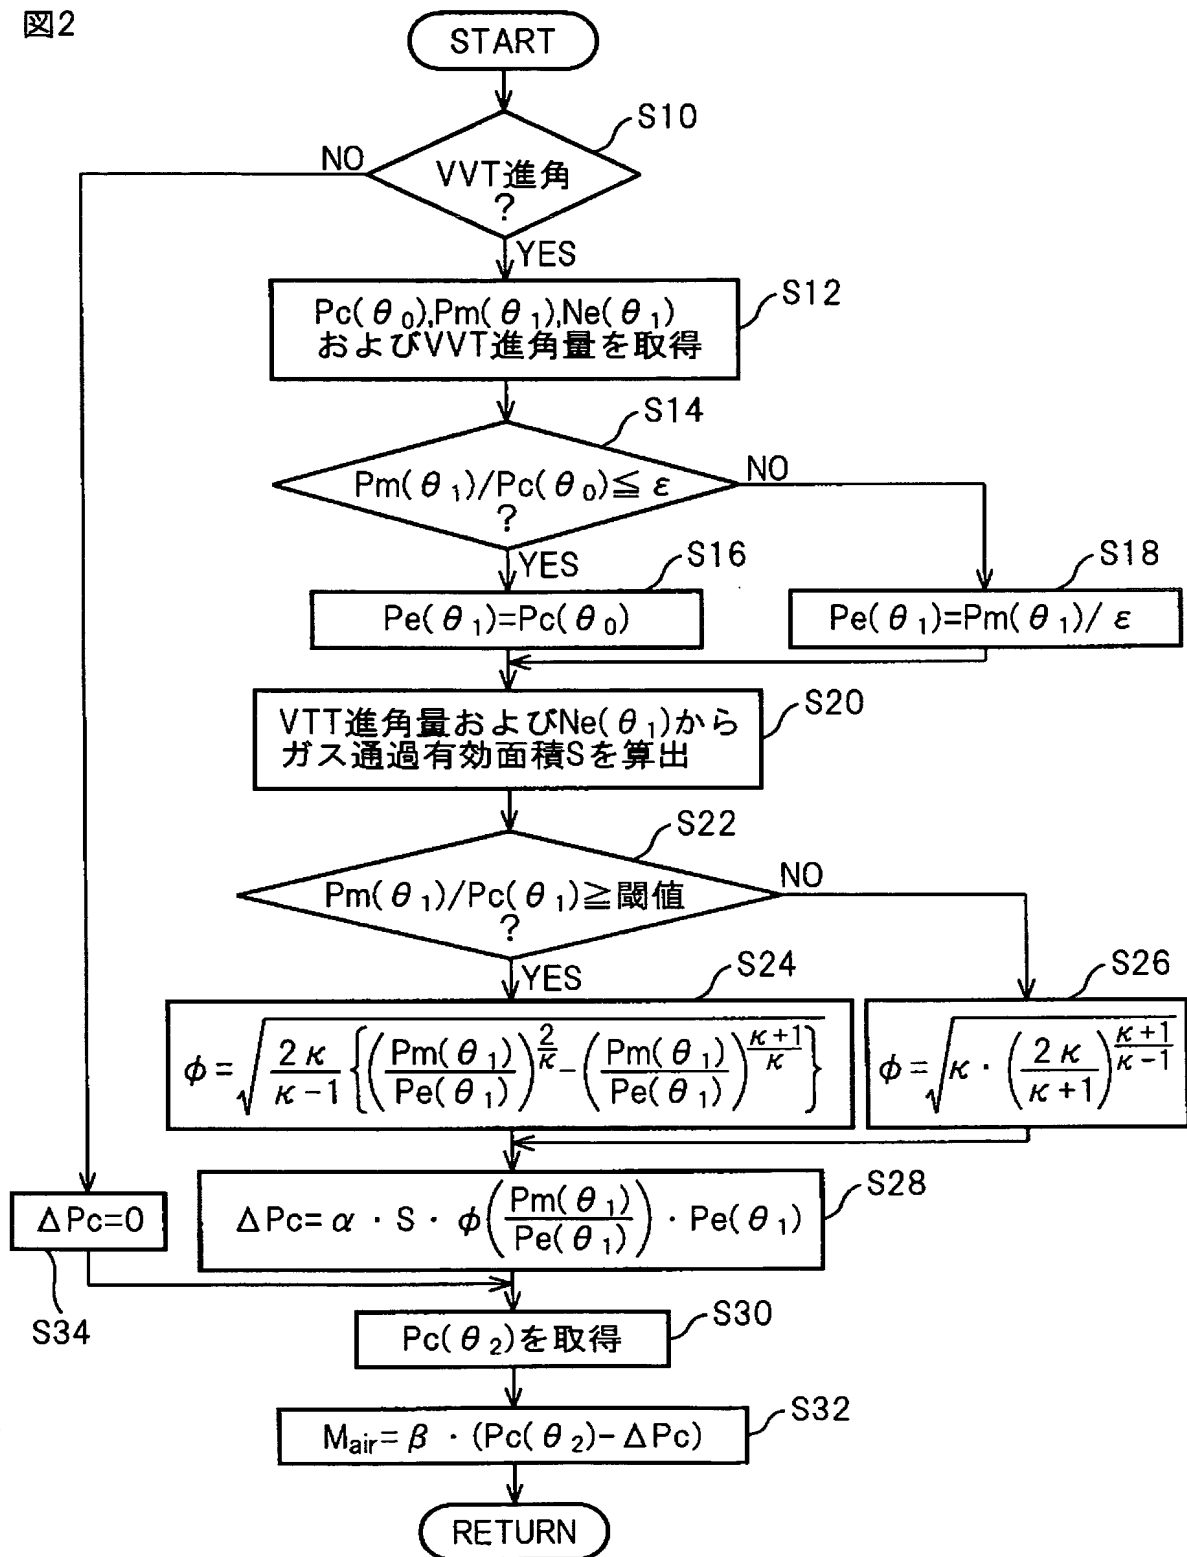 図2
START
S10
NO
VVT進角
?
YES
S12
Pc(θ₀),Pm(θ₁),Ne(θ₁)
およびVVT進角量を取得
S14
NO
Pm(θ₁)/Pc(θ₀)≦ε
?
YES
S16
S18
Pe(θ₁)=Pc(θ₀)
Pe(θ₁)=Pm(θ₁)/ε
S20
VTT進角量およびNe(θ₁)から
ガス通過有効面積Sを算出
S22
NO
Pm(θ₁)/Pc(θ₁)≧閾値
?
YES
S24
S26
φ=√(2κ/(κ-1){(Pm(θ₁)/Pe(θ₁))^(2/κ)-(Pm(θ₁)/Pe(θ₁))^((κ+1)/κ)})
φ=√(κ・(2κ/(κ+1))^((κ+1)/(κ-1)))
S28
ΔPc=0
ΔPc=α・S・φ(Pm(θ₁)/Pe(θ₁))・Pe(θ₁)
S34
S30
Pc(θ₂)を取得
S32
Mair=β・(Pc(θ₂)-ΔPc)
RETURN